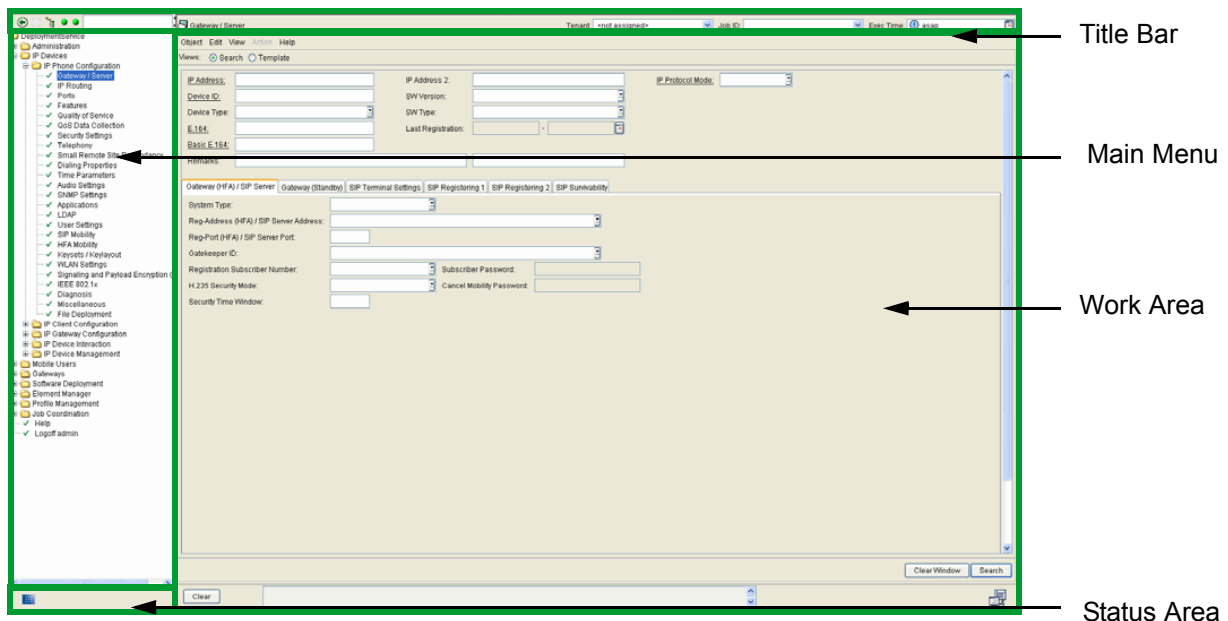 Gateway / Server
Tenant: «not assigned»
Job ID:
Exec Time: asap
Title Bar
DeploymentService
Administration
IP Devices
IP Phone Configuration
Gateway / Server
IP Routing
Ports
Features
Quality of Service
QoS Data Collection
Security Settings
Telephony
Small Remote Site Redundancy
Dialing Properties
Time Parameters
Audio Settings
SNMP Settings
Applications
LDAP
User Settings
SIP Mobility
HFA Mobility
Keysets / Keylayout
WLAN Settings
Signaling and Payload Encryption (
IEEE 802.1x
Diagnosis
Miscellaneous
File Deployment
IP Client Configuration
IP Gateway Configuration
IP Device Interaction
IP Device Management
Mobile Users
Gateways
Software Deployment
Element Manager
Profile Management
Job Coordination
Help
Logoff admin
Object Edit View Action Help
Views: Search Template
IP Address:
IP Address 2:
IP Protocol Mode:
Device ID:
SW Version:
Device Type:
SW Type:
E.164:
Last Registration: -
Basic E.164:
Remarks:
Main Menu
Gateway (HFA) / SIP Server
Gateway (Standby)
SIP Terminal Settings
SIP Registering 1
SIP Registering 2
SIP Survivability
System Type:
Reg-Address (HFA) / SIP Server Address:
Reg-Port (HFA) / SIP Server Port:
Gatekeeper ID:
Registration Subscriber Number:
Subscriber Password:
H.235 Security Mode:
Cancel Mobility Password:
Security Time Window:
Work Area
Clear Window
Search
Clear
Status Area